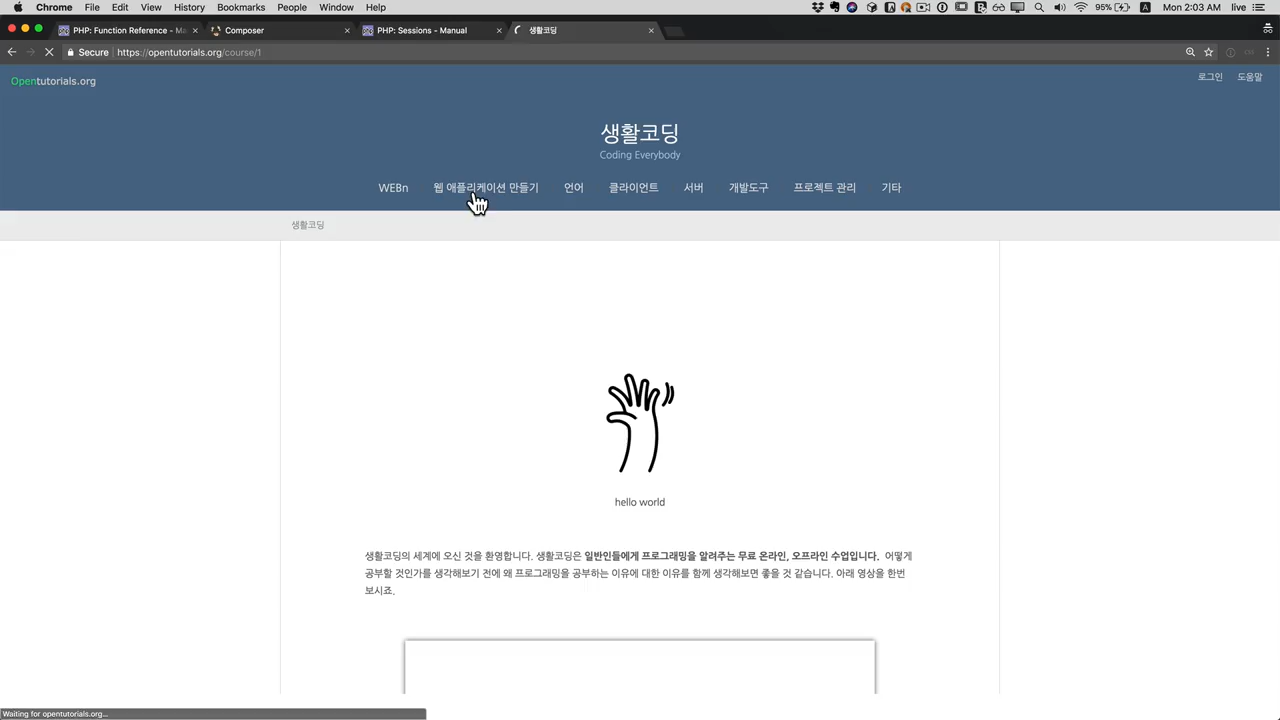 Chrome File Edit View History Bookmarks People Window Help 95% Mon 2:03 AM live
PHP: Function Reference - Ma Composer PHP: Sessions - Manual 생활코딩
Secure https://opentutorials.org/course/1
Opentutorials.org 로그인 도움말
생활코딩
Coding Everybody
WEBn 웹 애플리케이션 만들기 언어 클라이언트 서버 개발도구 프로젝트 관리 기타
생활코딩
hello world
생활코딩의 세계에 오신 것을 환영합니다. 생활코딩은 일반인들에게 프로그래밍을 알려주는 무료 온라인, 오프라인 수업입니다. 어떻게
공부할 것인가를 생각해보기 전에 왜 프로그래밍을 공부하는 이유에 대한 이유를 함께 생각해보면 좋을 것 같습니다. 아래 영상을 한번
보시죠.
Waiting for opentutorials.org...